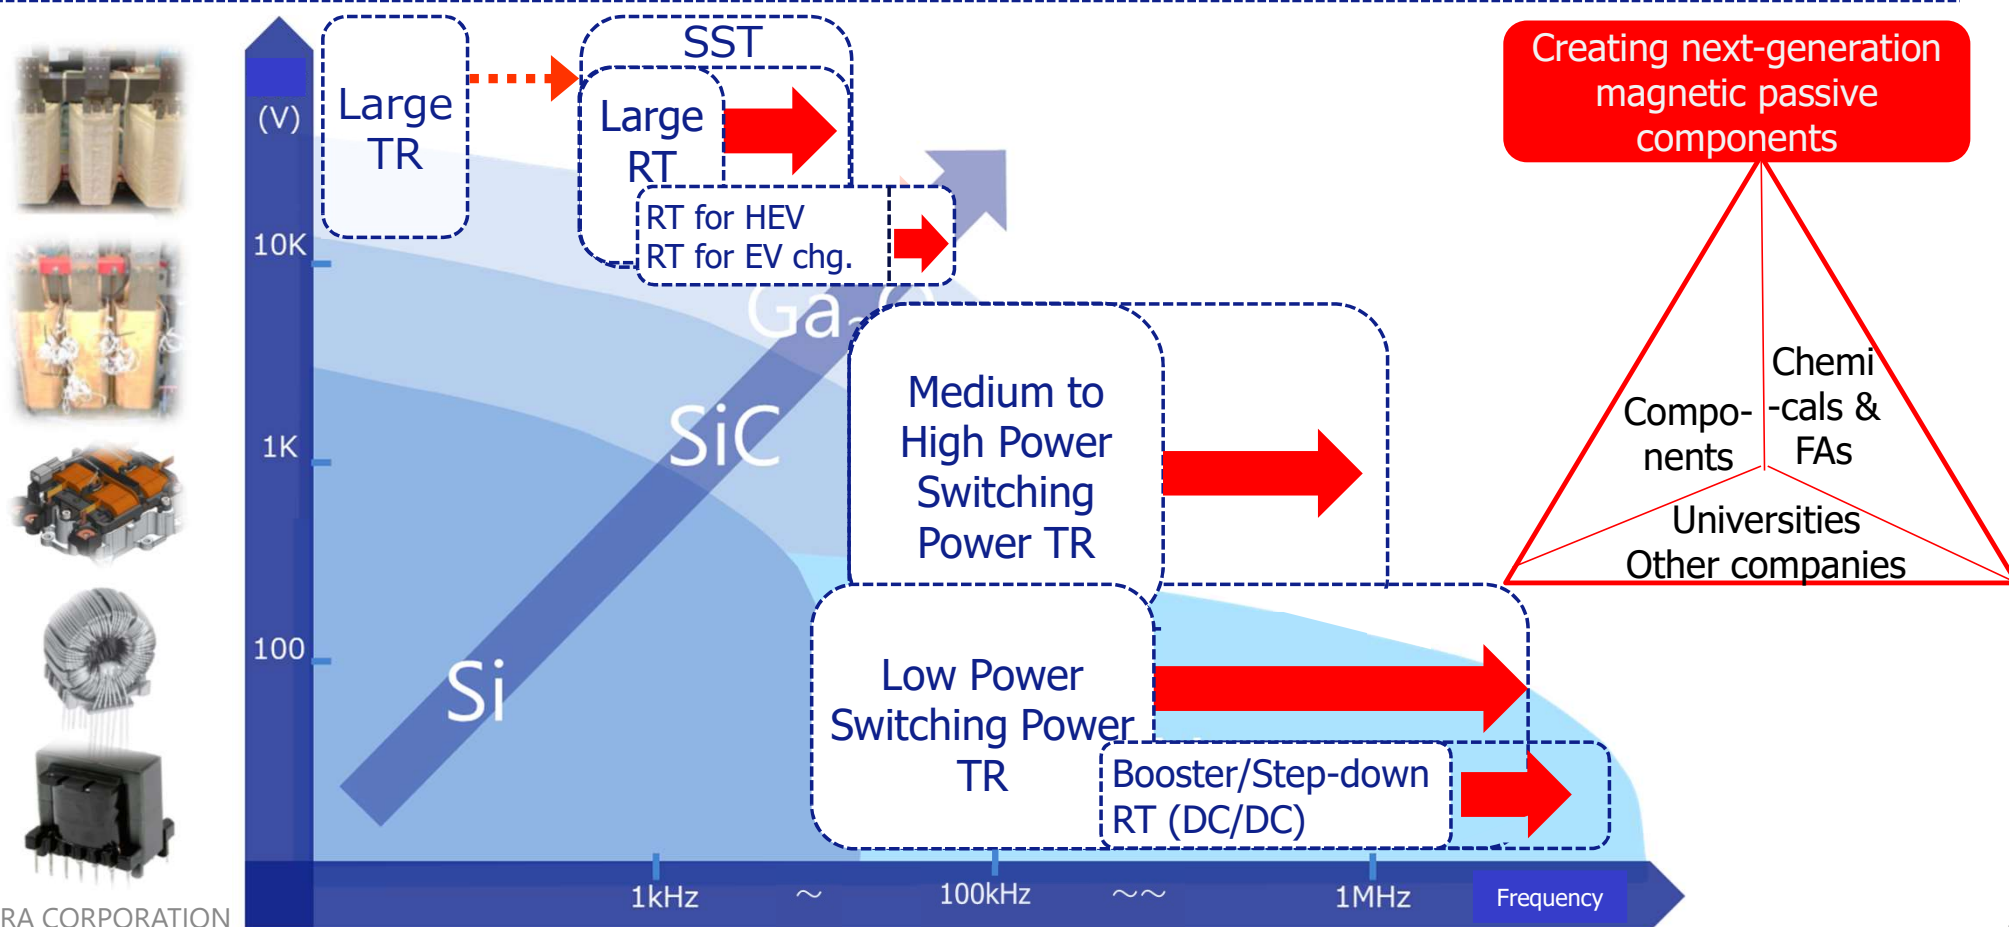 SST
Large
TR
Large
RT
RT for HEV
RT for EV chg.
(V)
10K
1K
100
Si
SiC
Ga
Medium to
High Power
Switching
Power TR
Low Power
Switching Power
TR
Booster/Step-down
RT (DC/DC)
1kHz ～ 100kHz ～～ 1MHz Frequency
Creating next-generation
magnetic passive
components
Compo-
nents
Chemi
-cals &
FAs
Universities
Other companies
RA CORPORATION